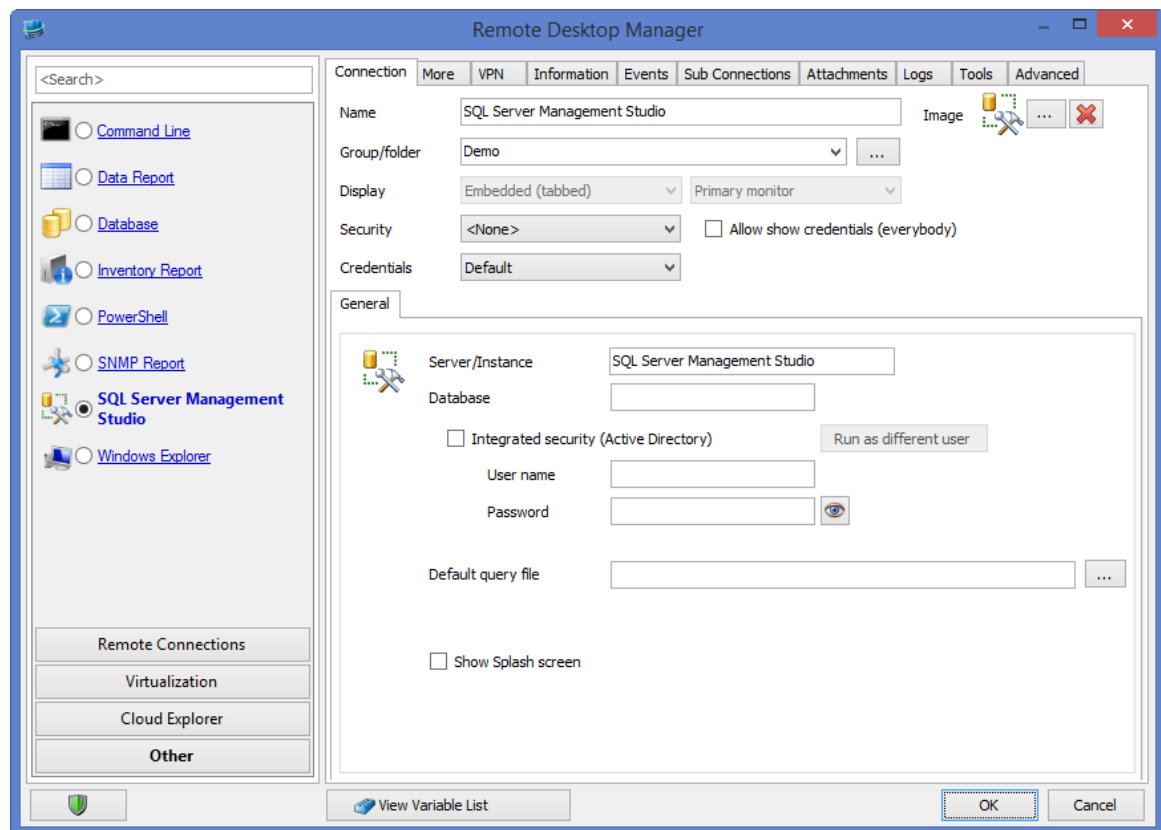 Remote Desktop Manager
<Search>
Command Line
Data Report
Database
Inventory Report
PowerShell
SNMP Report
SQL Server Management
Studio
Windows Explorer
Remote Connections
Virtualization
Cloud Explorer
Other
Connection More VPN Information Events Sub Connections Attachments Logs Tools Advanced
Name SQL Server Management Studio Image ...
Group/folder Demo ...
Display Embedded (tabbed) Primary monitor
Security <None> Allow show credentials (everybody)
Credentials Default
General
Server/Instance SQL Server Management Studio
Database
Integrated security (Active Directory) Run as different user
User name
Password
Default query file ...
Show Splash screen
View Variable List OK Cancel